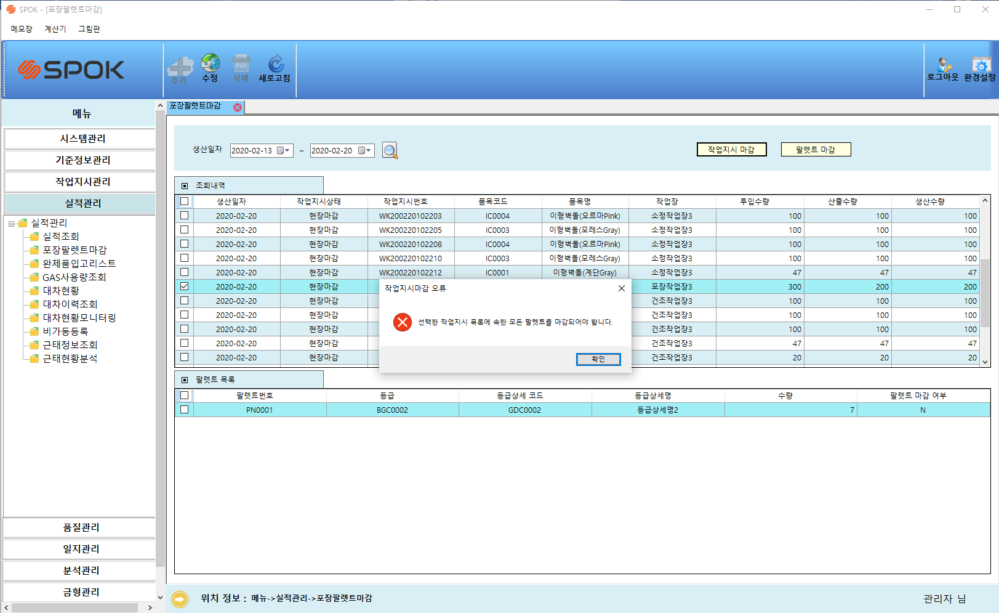 SPOK - [포장팔렛트마감]
메모장 계산기 그림판
SPOK
추가 수정 삭제 새로고침 로그아웃 환경설정
메뉴
시스템관리
기준정보관리
작업지시관리
실적관리
실적관리
실적조회
포장팔렛트마감
완제품입고리스트
GAS사용량조회
대차현황
대차이력조회
대차현황모니터링
비가동등록
근태정보조회
근태현황분석
품질관리
일지관리
분석관리
금형관리
포장팔렛트마감
생산일자 2020-02-13 ~ 2020-02-20 작업지시 마감 팔렛트 마감
조회내역
생산일자 작업지시상태 작업지시번호 품목코드 품목명 작업장 투입수량 산출수량 생산수량
2020-02-20 현장마감 WK200220102203 IC0004 이형벽돌(오르마Pink) 소정작업장3 100 100 100
2020-02-20 현장마감 WK200220102205 IC0003 이형벽돌(모레스Gray) 소정작업장3 100 100 100
2020-02-20 현장마감 WK200220102208 IC0004 이형벽돌(오르마Pink) 소정작업장3 100 100 100
2020-02-20 현장마감 WK200220102210 IC0003 이형벽돌(모레스Gray) 소정작업장3 100 100 100
2020-02-20 현장마감 WK200220102212 IC0001 이형벽돌(계단Gray) 소정작업장3 47 47 47
2020-02-20 현장마감 포장작업장3 300 200 200
2020-02-20 현장마감 건조작업장3 100 100 100
2020-02-20 현장마감 건조작업장3 100 100 100
2020-02-20 현장마감 건조작업장3 100 100 100
2020-02-20 현장마감 건조작업장3 47 47 47
2020-02-20 현장마감 건조작업장3 20 20 20
작업지시마감 오류
선택한 작업지시 목록에 속한 모든 팔렛트를 마감되어야 합니다.
확인
팔렛트 목록
팔렛트번호 등급 등급상세 코드 등급상세명 수량 팔렛트 마감 여부
PN0001 BGC0002 GDC0002 등급상세명2 7 N
위치 정보 : 메뉴->실적관리->포장팔렛트마감 관리자 님